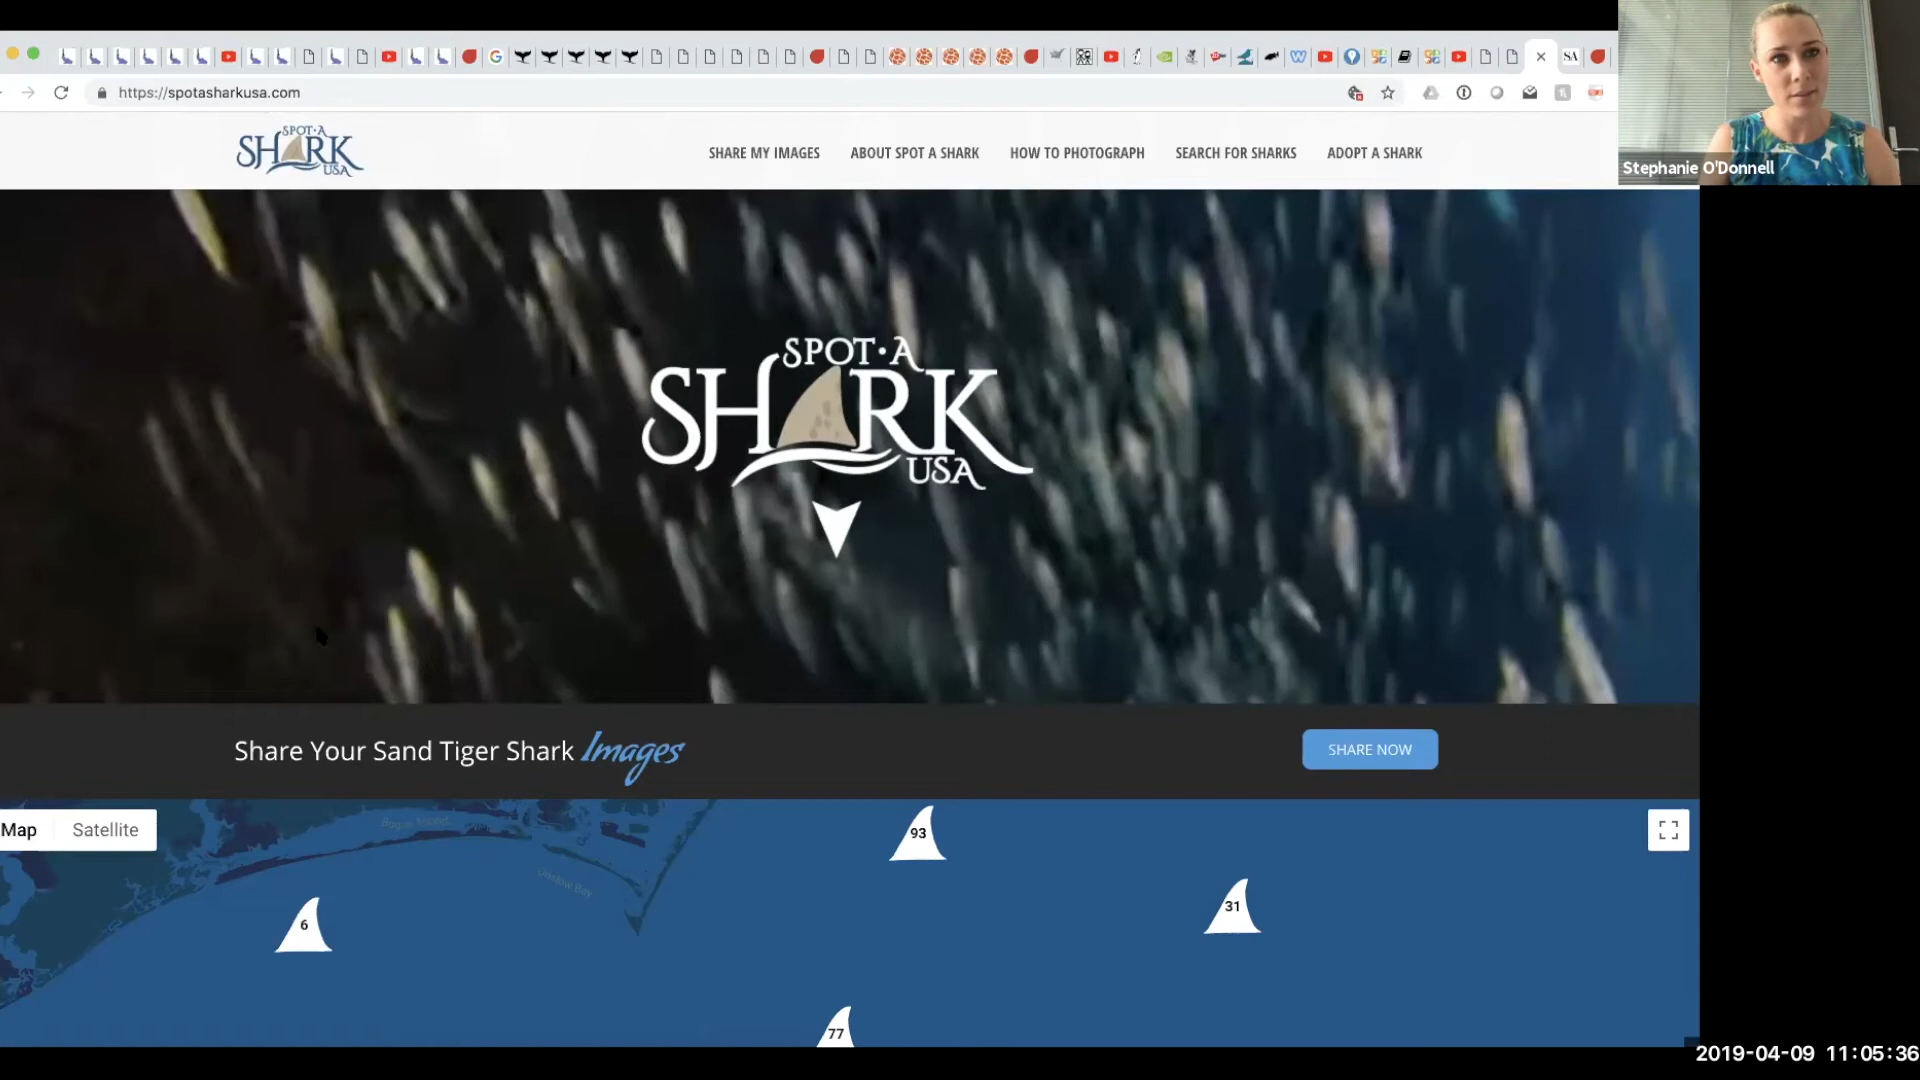 https://spotasharkusa.com
SPOT·A
SHARK
USA
SHARE MY IMAGES
ABOUT SPOT A SHARK
HOW TO PHOTOGRAPH
SEARCH FOR SHARKS
ADOPT A SHARK
Stephanie O'Donnell
SPOT·A
SHARK
USA
Share Your Sand Tiger Shark Images
SHARE NOW
Map
Satellite
Onslow Bay
93
6
31
77
2019-04-09 11:05:36